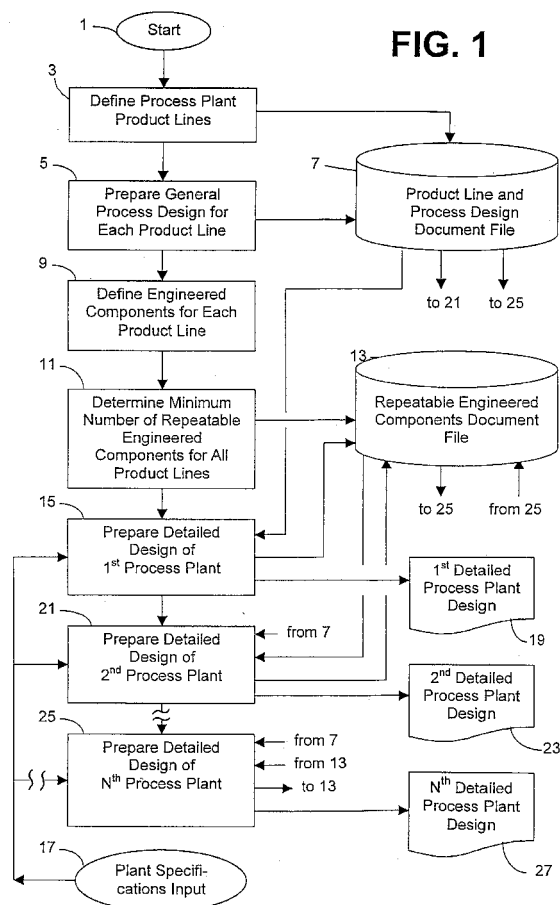 FIG. 1
1
Start
3
Define Process Plant
Product Lines
5
Prepare General
Process Design for
Each Product Line
7
Product Line and
Process Design
Document File
to 21
to 25
9
Define Engineered
Components for Each
Product Line
11
Determine Minimum
Number of Repeatable
Engineered
Components for All
Product Lines
13
Repeatable Engineered
Components Document
File
to 25
from 25
15
Prepare Detailed
Design of
1st Process Plant
1st Detailed
Process Plant
Design
19
21
Prepare Detailed
Design of
2nd Process Plant
from 7
2nd Detailed
Process Plant
Design
23
25
Prepare Detailed
Design of
Nth Process Plant
from 7
from 13
to 13
Nth Detailed
Process Plant
Design
27
17
Plant Specifi-
cations Input